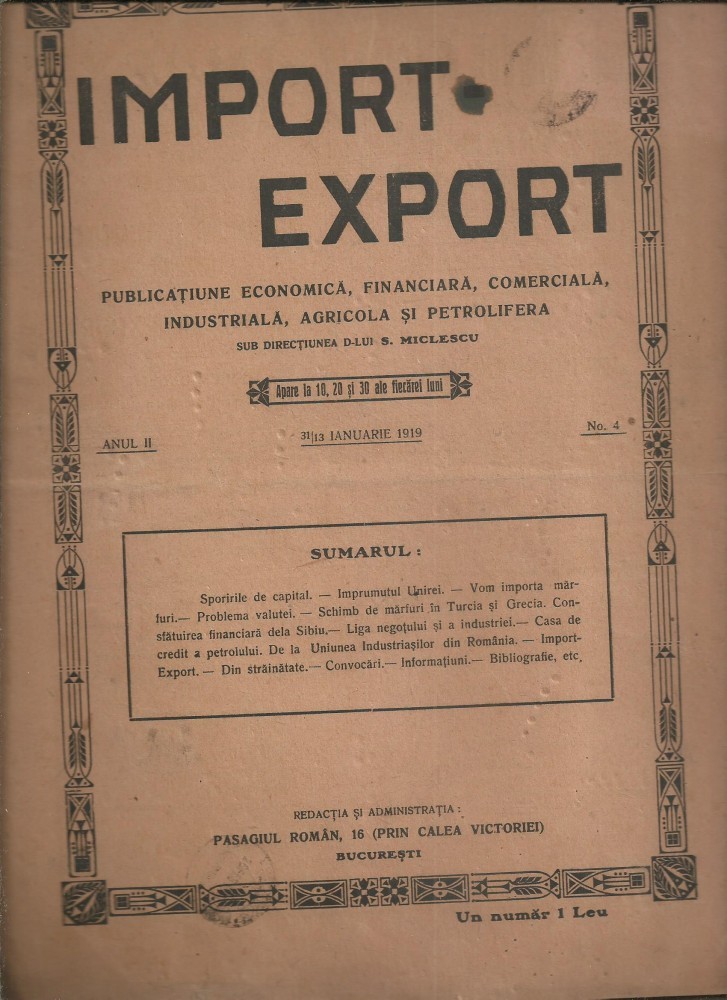 IMPORT
EXPORT
PUBLICAȚIUNE ECONOMICĂ, FINANCIARĂ, COMERCIALĂ,
INDUSTRIALĂ, AGRICOLA ȘI PETROLIFERA
SUB DIRECȚIUNEA D-LUI S. MICLESCU
Apare la 10, 20 și 30 ale fiecărei luni
ANUL II 31/13 IANUARIE 1919 No. 4
SUMARUL :
Sporirile de capital. — Imprumutul Unirei. — Vom importa măr-
furi.— Problema valutei. — Schimb de mărfuri în Turcia și Grecia. Con-
sfătuirea financiară dela Sibiu.— Liga negoțului și a industriei.— Casa de
credit a petrolului. De la Uniunea Industriașilor din România. — Import-
Export. — Din străinătate.— Convocări.— Informațiuni.— Bibliografie, etc.
REDACȚIA ȘI ADMINISTRAȚIA :
PASAGIUL ROMÂN, 16 (PRIN CALEA VICTORIEI)
BUCUREȘTI
Un număr 1 Leu